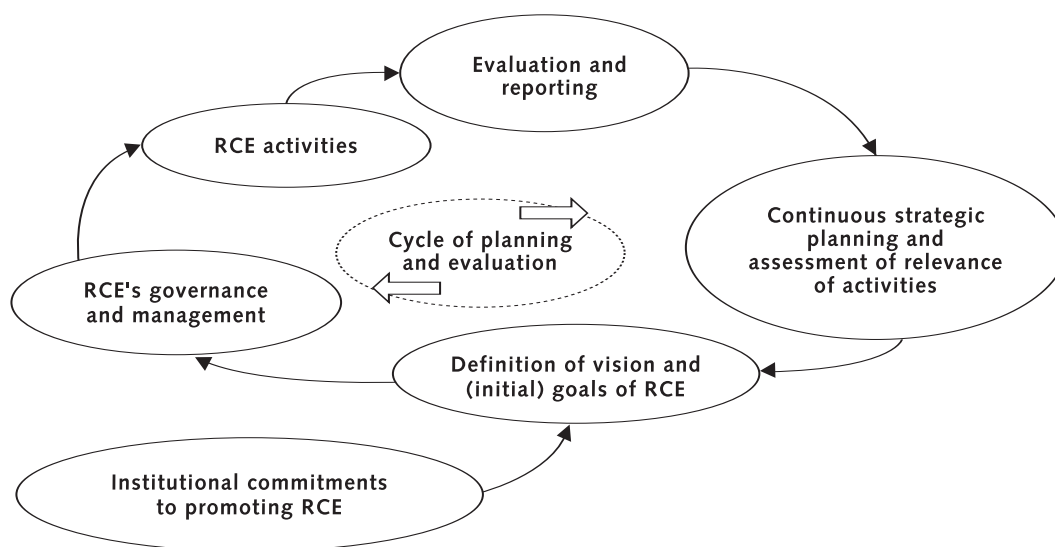 Evaluation and
reporting
RCE activities
Continuous strategic
planning and
assessment of relevance
of activities
Cycle of planning
and evaluation
RCE's governance
and management
Definition of vision and
(initial) goals of RCE
Institutional commitments
to promoting RCE